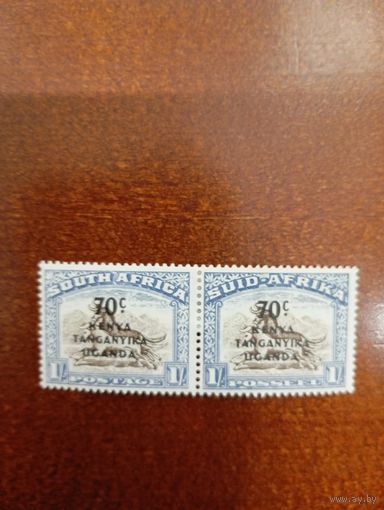 SOUTH AFRICA
70c
KENYA
TANGANYIKA
UGANDA
1/- POSTAGE 1/-
SUID-AFRIKA
70c
KENYA
TANGANYIKA
UGANDA
1/- POSSEËL 1/-
www.ay.by